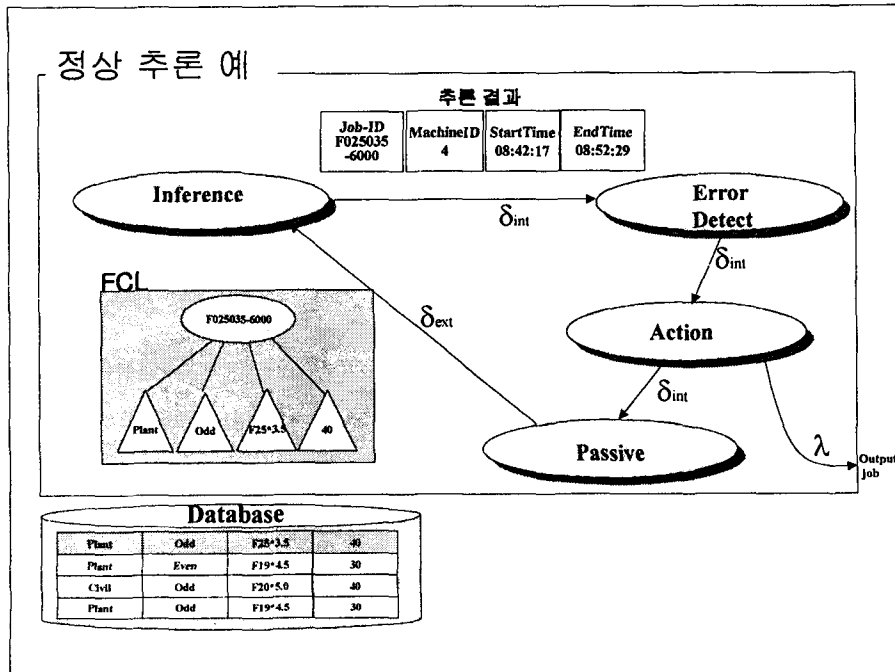 정상 추론 예
추론 결과
Job-ID
F025035
-6000
MachineID
4
StartTime
08:42:17
EndTime
08:52:29
Inference
δint
Error
Detect
δint
FCL
F025035-6000
δext
Action
δint
Plant
Odd
F25*3.5
40
Passive
λ
Output
job
Database
Plant Odd F25*3.5 40
Plant Even F19*4.5 30
Civil Odd F20*5.0 40
Plant Odd F19*4.5 30